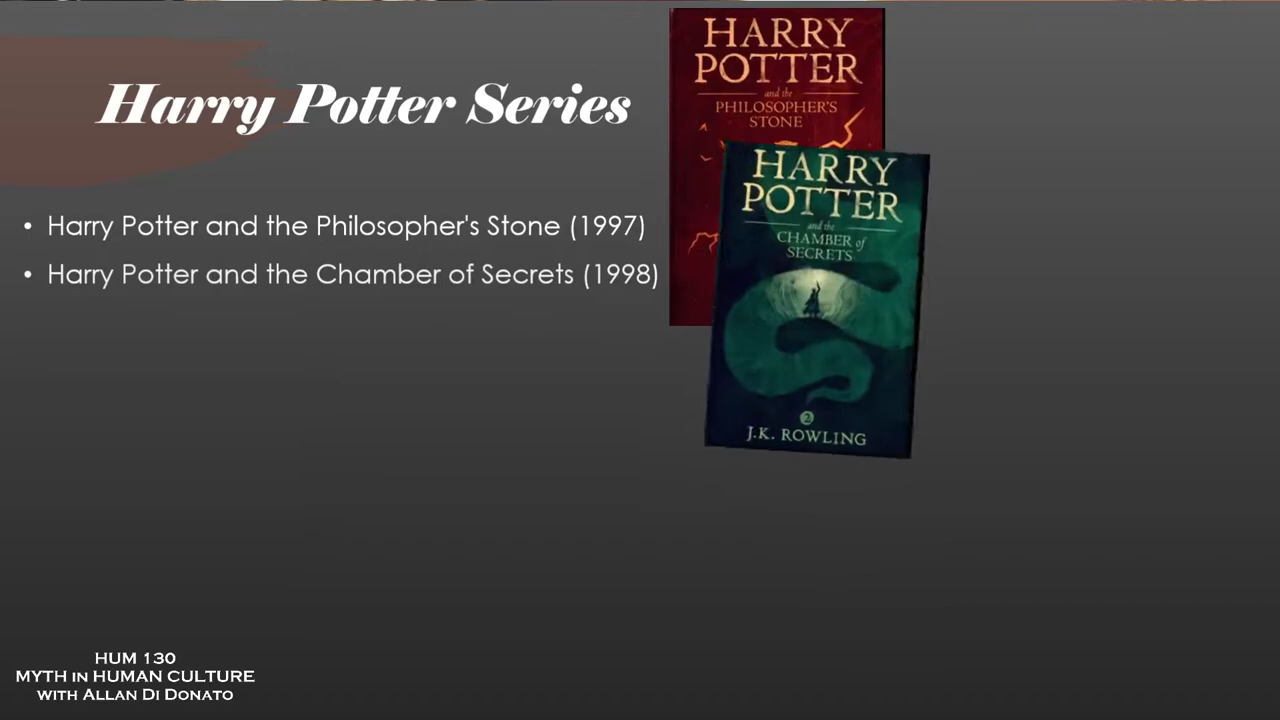 Harry Potter Series
• Harry Potter and the Philosopher's Stone (1997)
• Harry Potter and the Chamber of Secrets (1998)
HARRY
POTTER
and the
PHILOSOPHER'S
STONE
HARRY
POTTER
and the
CHAMBER of
SECRETS
2
J.K. ROWLING
HUM 130
MYTH in HUMAN CULTURE
WITH ALLAN DI DONATO